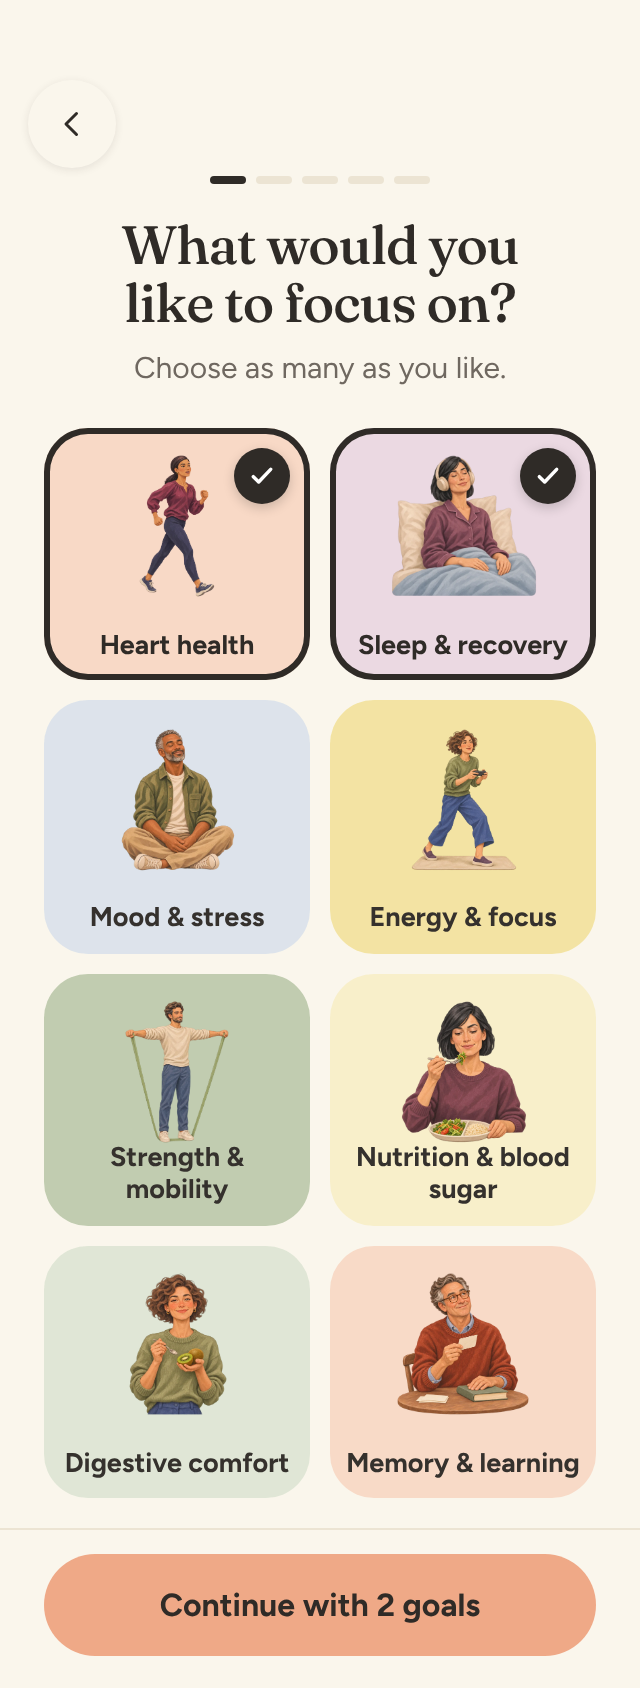 What would you
like to focus on?
Choose as many as you like.
Heart health
Sleep & recovery
Mood & stress
Energy & focus
Strength &
mobility
Nutrition & blood
sugar
Digestive comfort
Memory & learning
Continue with 2 goals